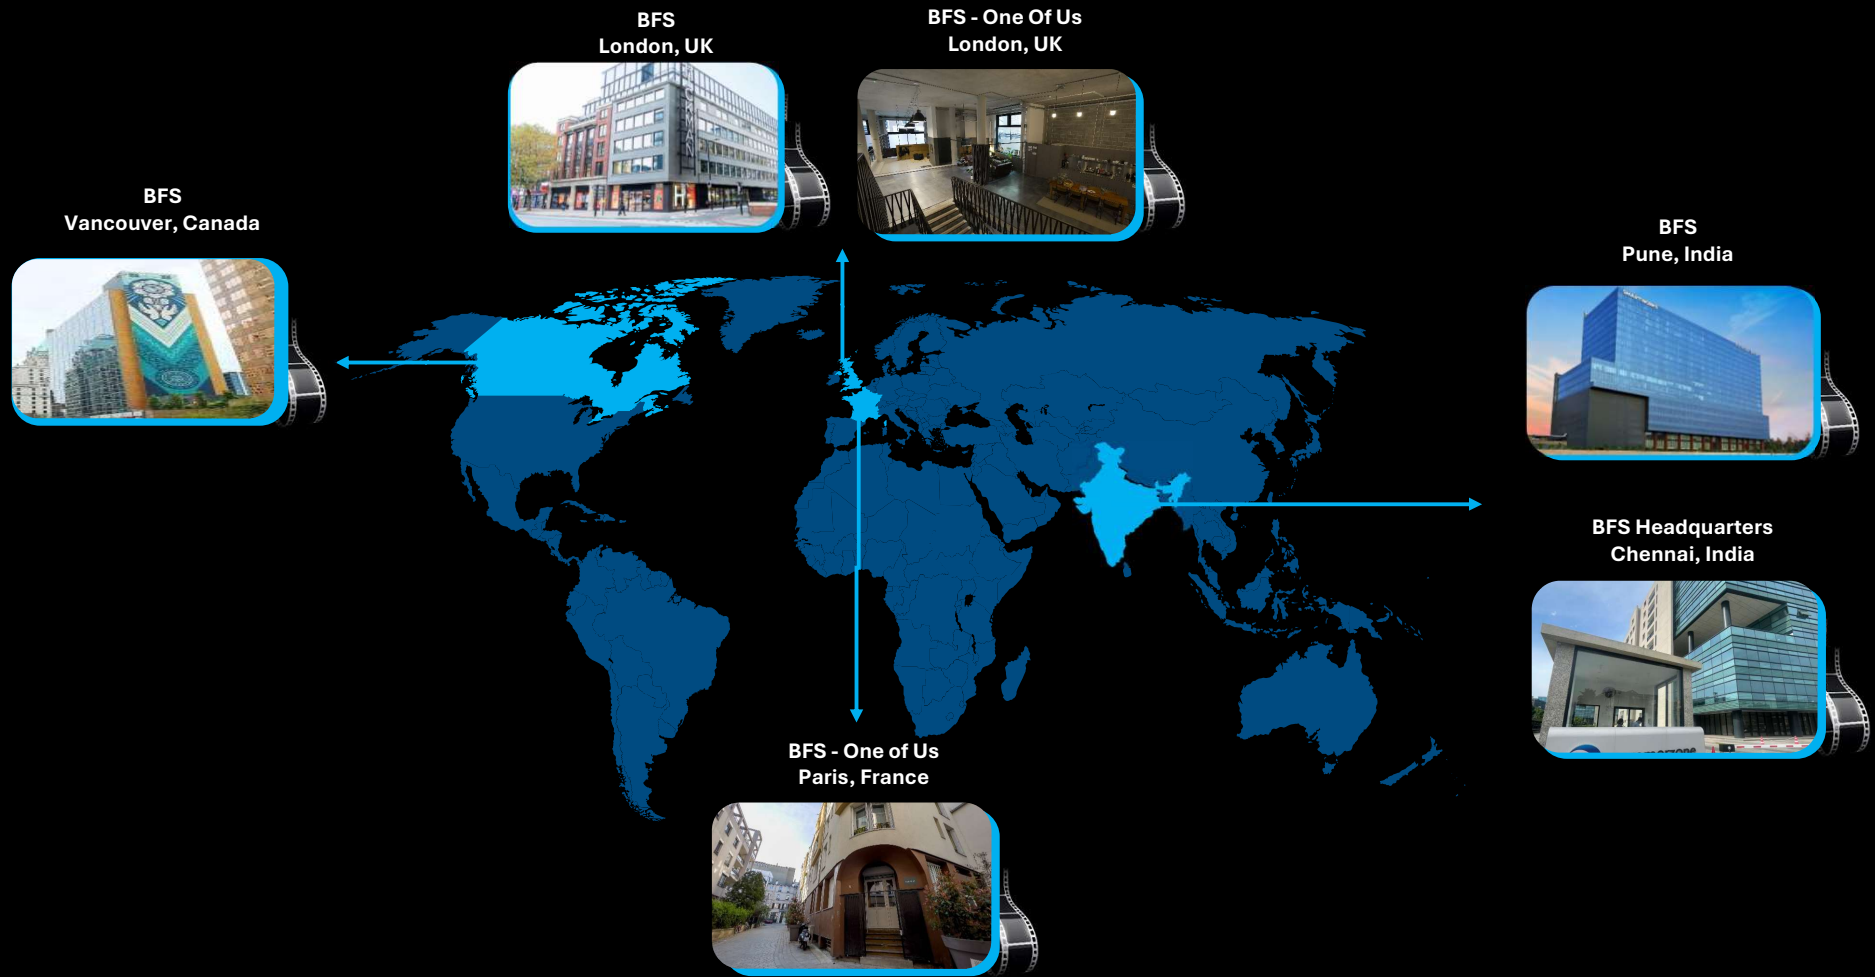 BFS
London, UK
BFS - One Of Us
London, UK
BFS
Vancouver, Canada
BFS
Pune, India
BFS Headquarters
Chennai, India
BFS - One of Us
Paris, France